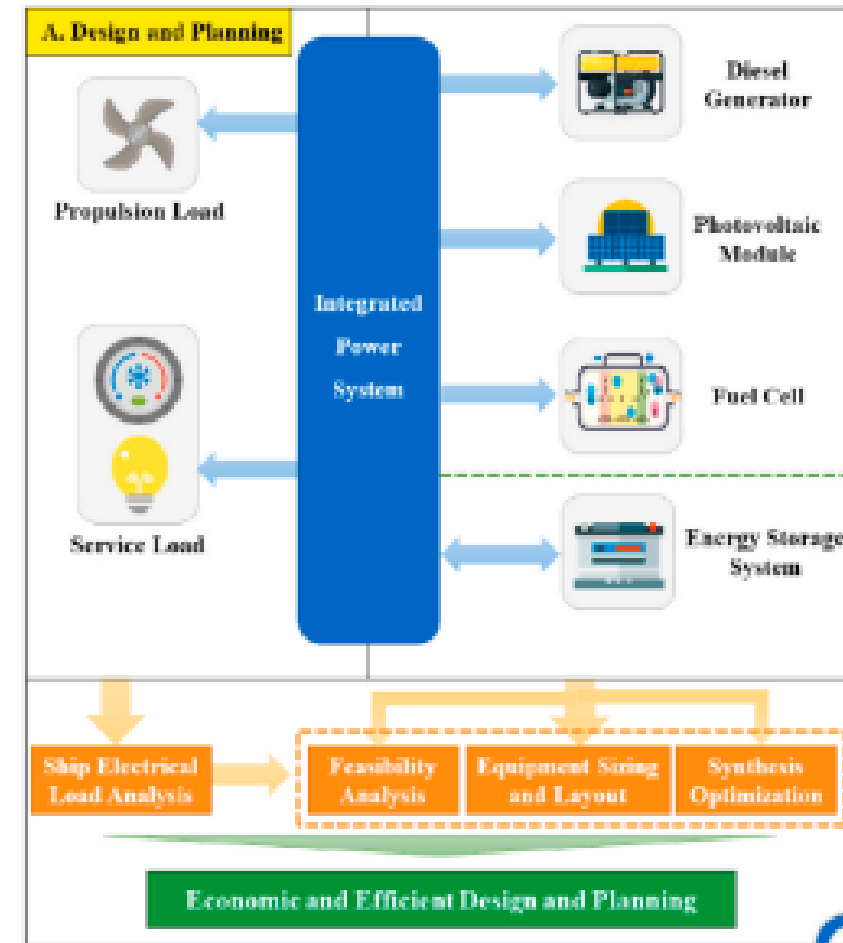 A. Design and Planning
Propulsion Load
Service Load
Integrated
Power
System
Diesel
Generator
Photovoltaic
Module
Fuel Cell
Energy Storage
System
Ship Electrical
Load Analysis
Feasibility
Analysis
Equipment Sizing
and Layout
Synthesis
Optimization
Economic and Efficient Design and Planning